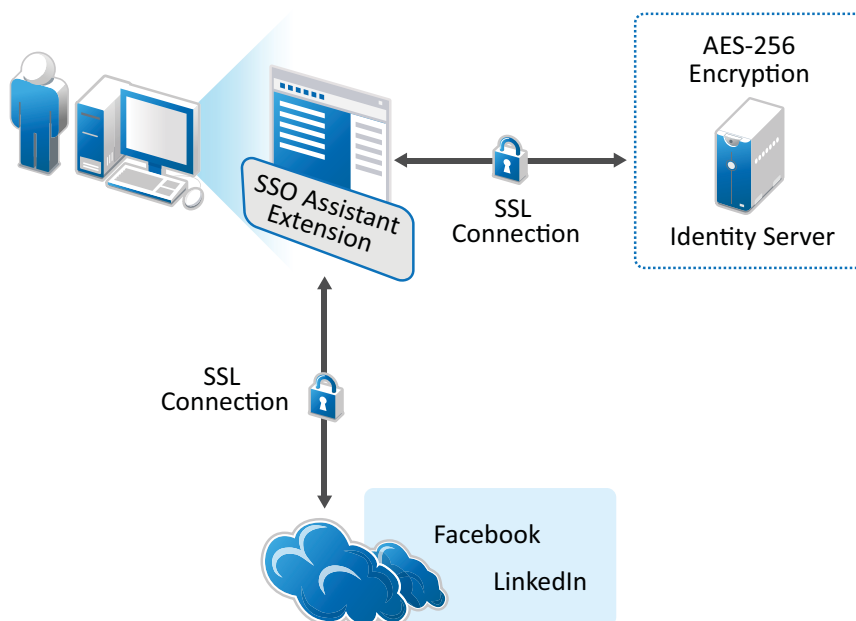 AES-256
Encryption
SSO Assistant
Extension
SSL
Connection
Identity Server
SSL
Connection
Facebook
LinkedIn